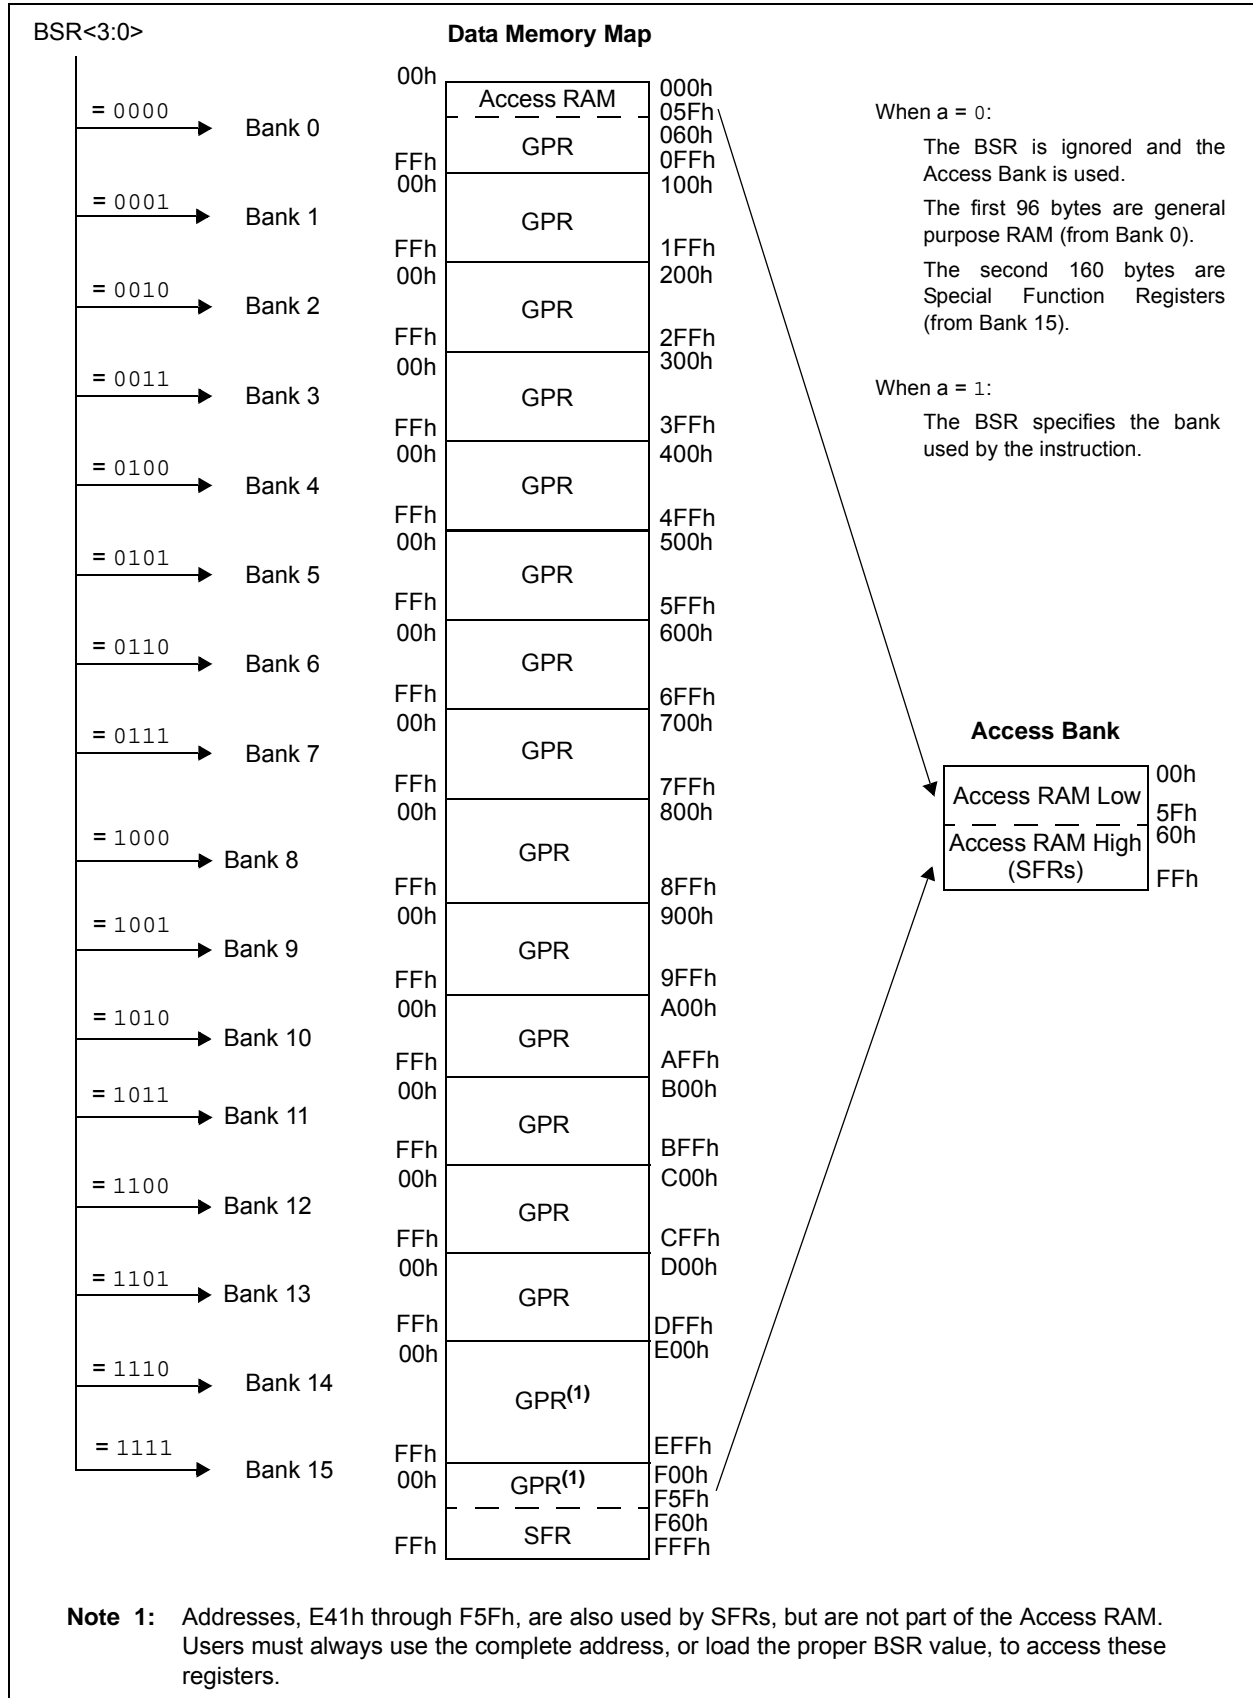 BSR<3:0>
Data Memory Map
= 0000
Bank 0
00h
Access RAM
000h
05Fh
GPR
060h
FFh
0FFh
= 0001
Bank 1
00h
GPR
100h
FFh
1FFh
= 0010
Bank 2
00h
GPR
200h
FFh
2FFh
= 0011
Bank 3
00h
GPR
300h
FFh
3FFh
= 0100
Bank 4
00h
GPR
400h
FFh
4FFh
= 0101
Bank 5
00h
GPR
500h
FFh
5FFh
= 0110
Bank 6
00h
GPR
600h
FFh
6FFh
= 0111
Bank 7
00h
GPR
700h
FFh
7FFh
= 1000
Bank 8
00h
GPR
800h
FFh
8FFh
= 1001
Bank 9
00h
GPR
900h
FFh
9FFh
= 1010
Bank 10
00h
GPR
A00h
FFh
AFFh
= 1011
Bank 11
00h
GPR
B00h
FFh
BFFh
= 1100
Bank 12
00h
GPR
C00h
FFh
CFFh
= 1101
Bank 13
00h
GPR
D00h
FFh
DFFh
= 1110
Bank 14
00h
GPR(1)
E00h
FFh
EFFh
= 1111
Bank 15
00h
GPR(1)
F00h
F5Fh
SFR
F60h
FFh
FFFh
When a = 0:
The BSR is ignored and the
Access Bank is used.
The first 96 bytes are general
purpose RAM (from Bank 0).
The second 160 bytes are
Special Function Registers
(from Bank 15).
When a = 1:
The BSR specifies the bank
used by the instruction.
Access Bank
Access RAM Low
00h
5Fh
Access RAM High
(SFRs)
60h
FFh
Note 1: Addresses, E41h through F5Fh, are also used by SFRs, but are not part of the Access RAM.
Users must always use the complete address, or load the proper BSR value, to access these
registers.